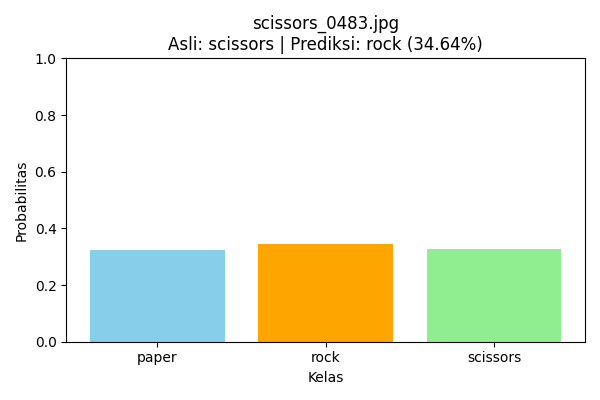 scissors_0483.jpg
Asli: scissors | Prediksi: rock (34.64%)
1.0
0.8
0.6
0.4
0.2
0.0
Probabilitas
paper rock scissors
Kelas